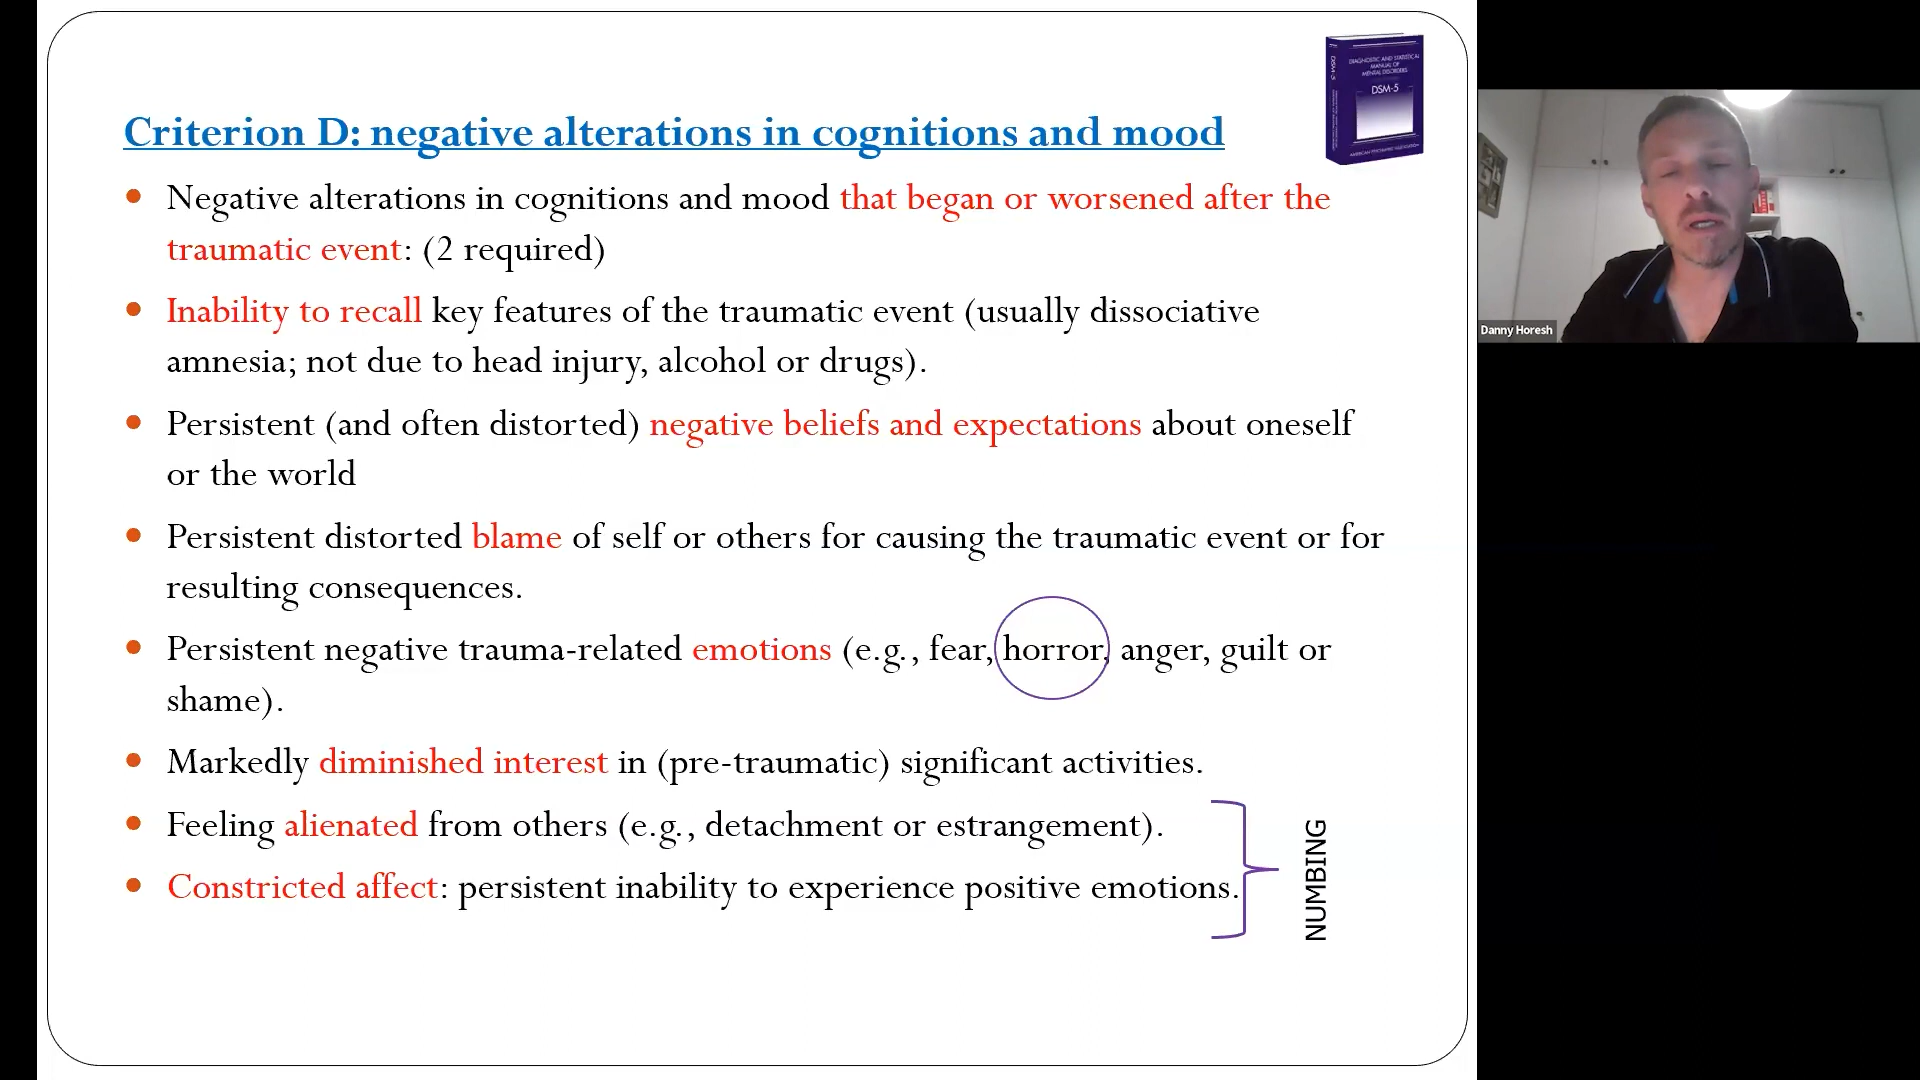 DIAGNOSTIC AND STATISTICAL
MANUAL OF
MENTAL DISORDERS
DSM-5
DSM-5
AMERICAN PSYCHIATRIC ASSOCIATION
Criterion D: negative alterations in cognitions and mood
• Negative alterations in cognitions and mood that began or worsened after the
traumatic event: (2 required)
• Inability to recall key features of the traumatic event (usually dissociative
amnesia; not due to head injury, alcohol or drugs).
• Persistent (and often distorted) negative beliefs and expectations about oneself
or the world
• Persistent distorted blame of self or others for causing the traumatic event or for
resulting consequences.
• Persistent negative trauma-related emotions (e.g., fear, horror, anger, guilt or
shame).
• Markedly diminished interest in (pre-traumatic) significant activities.
• Feeling alienated from others (e.g., detachment or estrangement).
• Constricted affect: persistent inability to experience positive emotions.
NUMBING
Danny Horesh